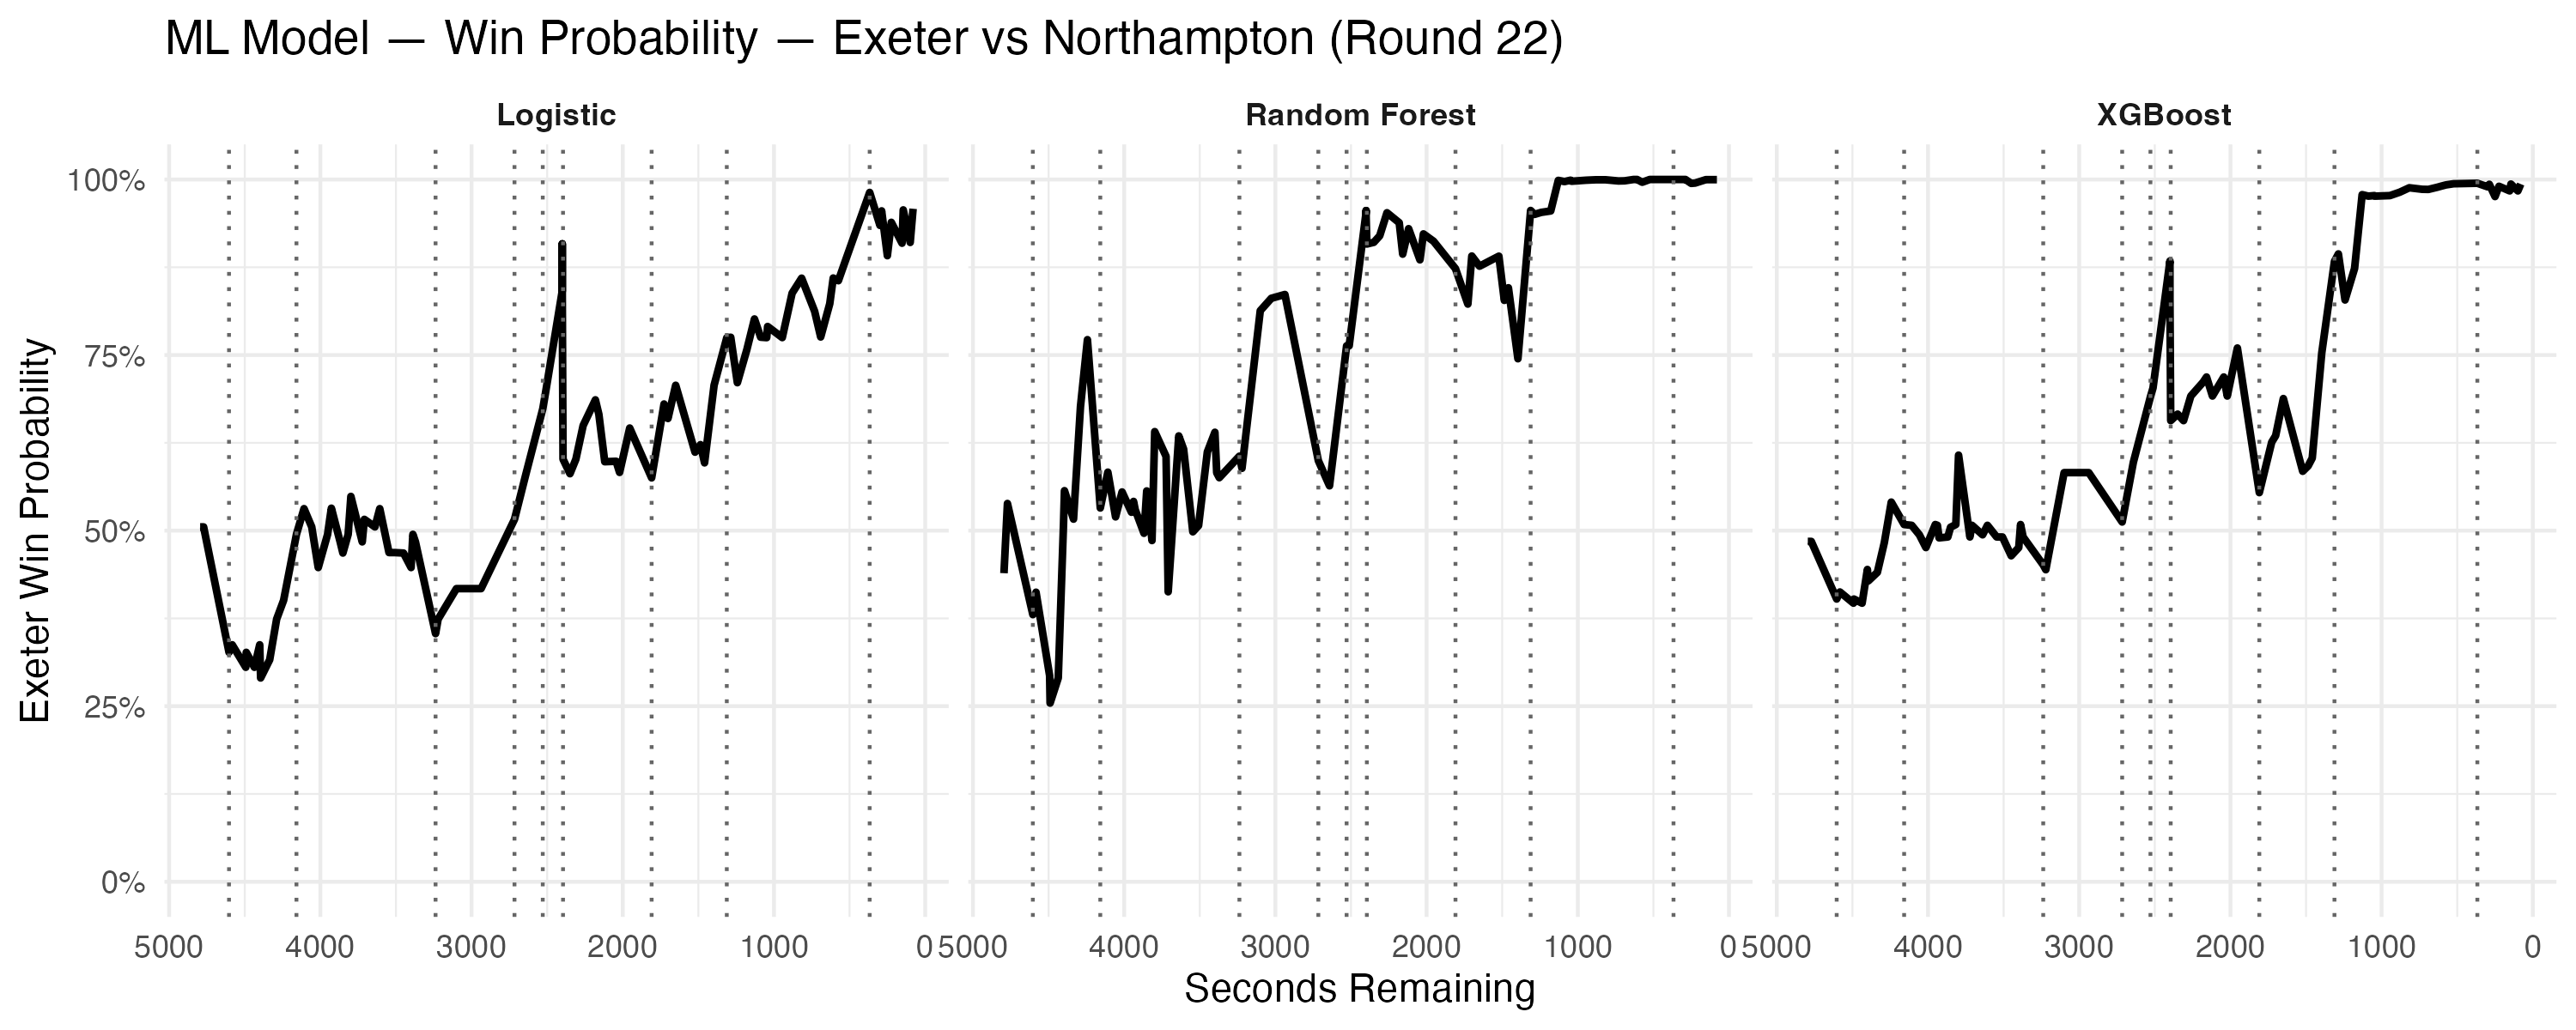 ML Model — Win Probability — Exeter vs Northampton (Round 22)
Logistic
Random Forest
XGBoost
Exeter Win Probability
100%
75%
50%
25%
0%
5000 4000 3000 2000 1000 0
5000 4000 3000 2000 1000 0
5000 4000 3000 2000 1000 0
Seconds Remaining